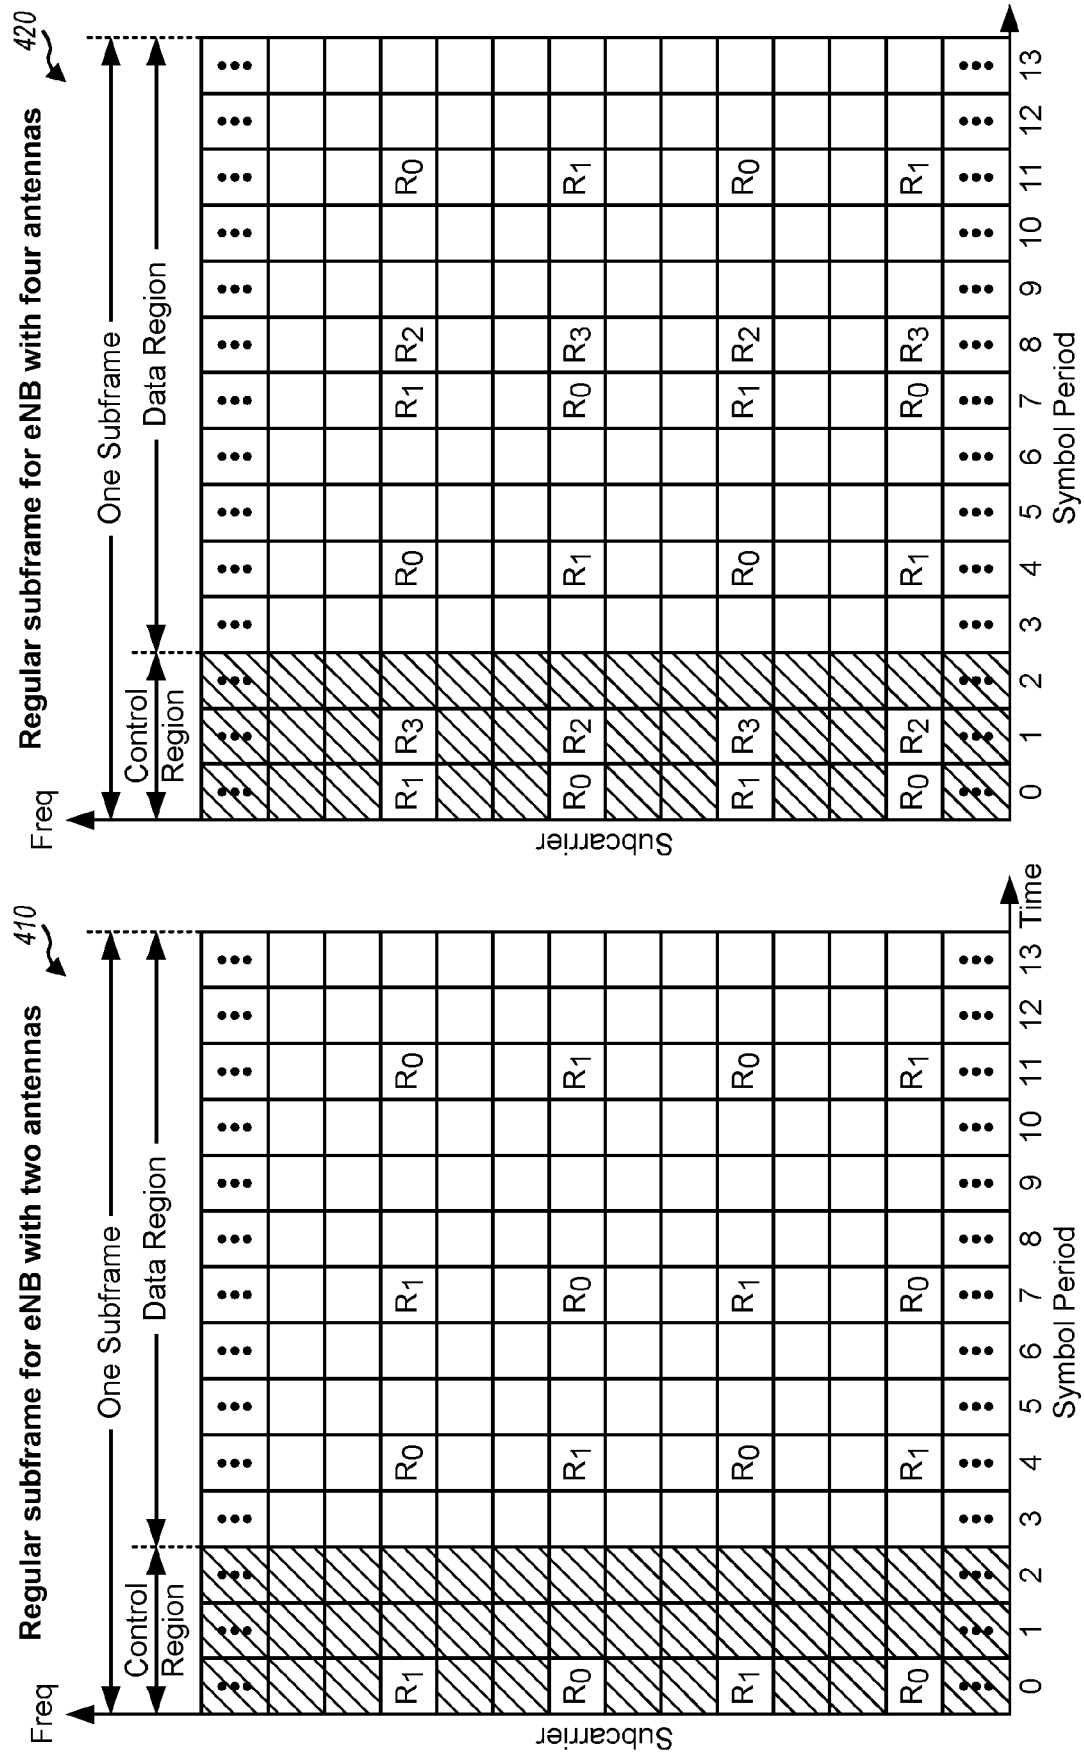 Regular subframe for eNB with two antennas
410
Freq
One Subframe
Control
Region
Data Region
Subcarrier
R1 R0 R1 R0
R0 R1 R0 R1
R1 R0 R1 R0
R0 R1 R0 R1
0 1 2 3 4 5 6 7 8 9 10 11 12 13
Time
Symbol Period
Regular subframe for eNB with four antennas
420
Freq
One Subframe
Control
Region
Data Region
Subcarrier
R1 R3 R0 R1 R2 R0
R0 R2 R1 R0 R3 R1
R1 R3 R0 R1 R2 R0
R0 R2 R1 R0 R3 R1
0 1 2 3 4 5 6 7 8 9 10 11 12 13
Symbol Period